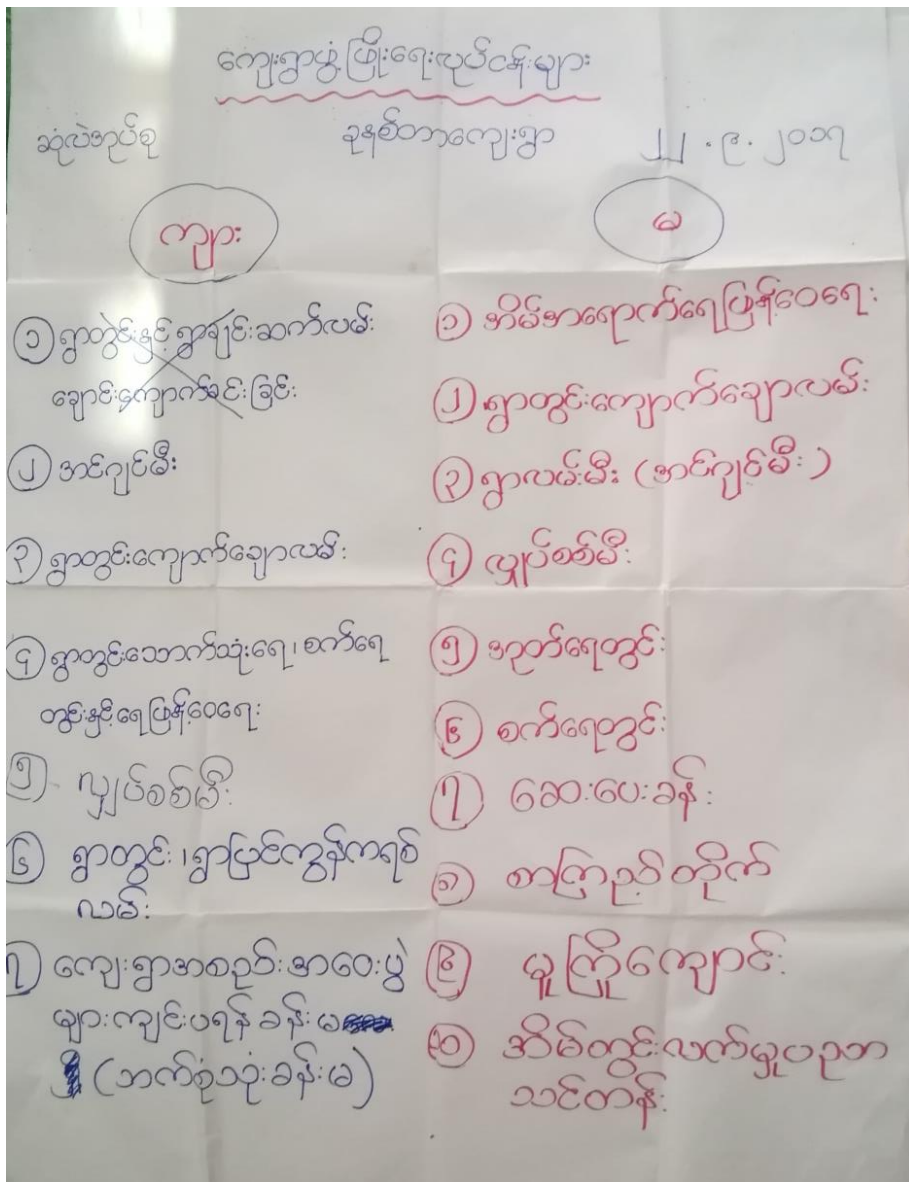 ကျေးရွာဖွံ့ဖြိုးရေးလုပ်ငန်းများ
ဆုံလဲအုပ်စု ခုနစ်တာကျေးရွာ ၂၂.၉.၂၀၁၇
ကျား
၁ ရွာတွင်းနှင့် ရွာချင်းဆက်လမ်း
ချောင်းကျောက်ခင်းခြင်း
၂ အင်ဂျင်မီး
၃ ရွာတွင်းကျောက်ချောလမ်း
၄ ရွာတွင်းသောက်သုံးရေ၊ စက်ရေ
တွင်းနှင့်ရေဖြန့်ဝေရေး
၅ လျှပ်စစ်မီး
၆ ရွာတွင်း၊ ရွာပြင်ကွန်ကရစ်
လမ်း
၇ ကျေးရွာအစည်းအဝေးပွဲ
များကျင်းပရန် ခန်းမ
(ဘက်စုံသုံးခန်းမ)
မ
၁ အိမ်အရောက်ရေဖြန့်ဝေရေး
၂ ရွာတွင်းကျောက်ချောလမ်း
၃ ရွာလမ်းမီး (အင်ဂျင်မီး)
၄ လျှပ်စစ်မီး
၅ အုတ်ရေတွင်း
၆ စက်ရေတွင်း
၇ ဆေးပေးခန်း
၈ စာကြည့်တိုက်
၉ မူကြိုကျောင်း
၁၀ အိမ်တွင်းလက်မှုပညာ
သင်တန်း